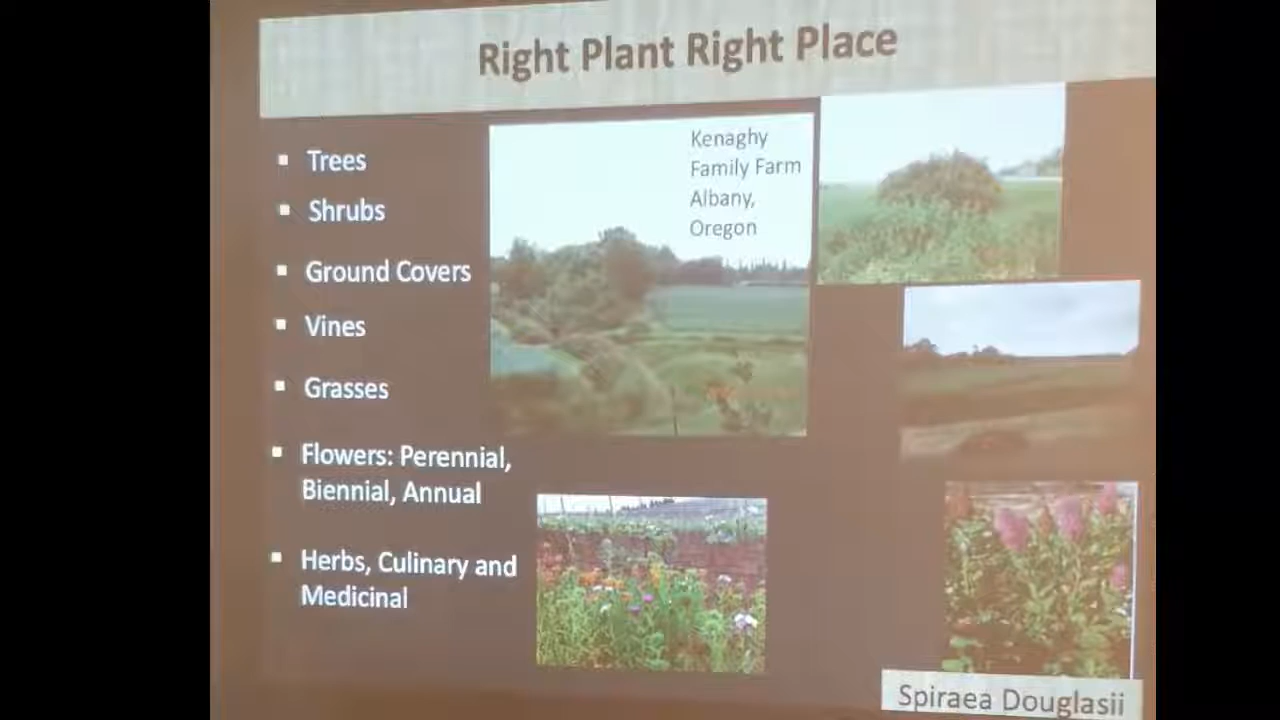 Right Plant Right Place
Trees
Shrubs
Ground Covers
Vines
Grasses
Flowers: Perennial,
Biennial, Annual
Herbs, Culinary and
Medicinal
Kenaghy
Family Farm
Albany,
Oregon
Spiraea Douglasii